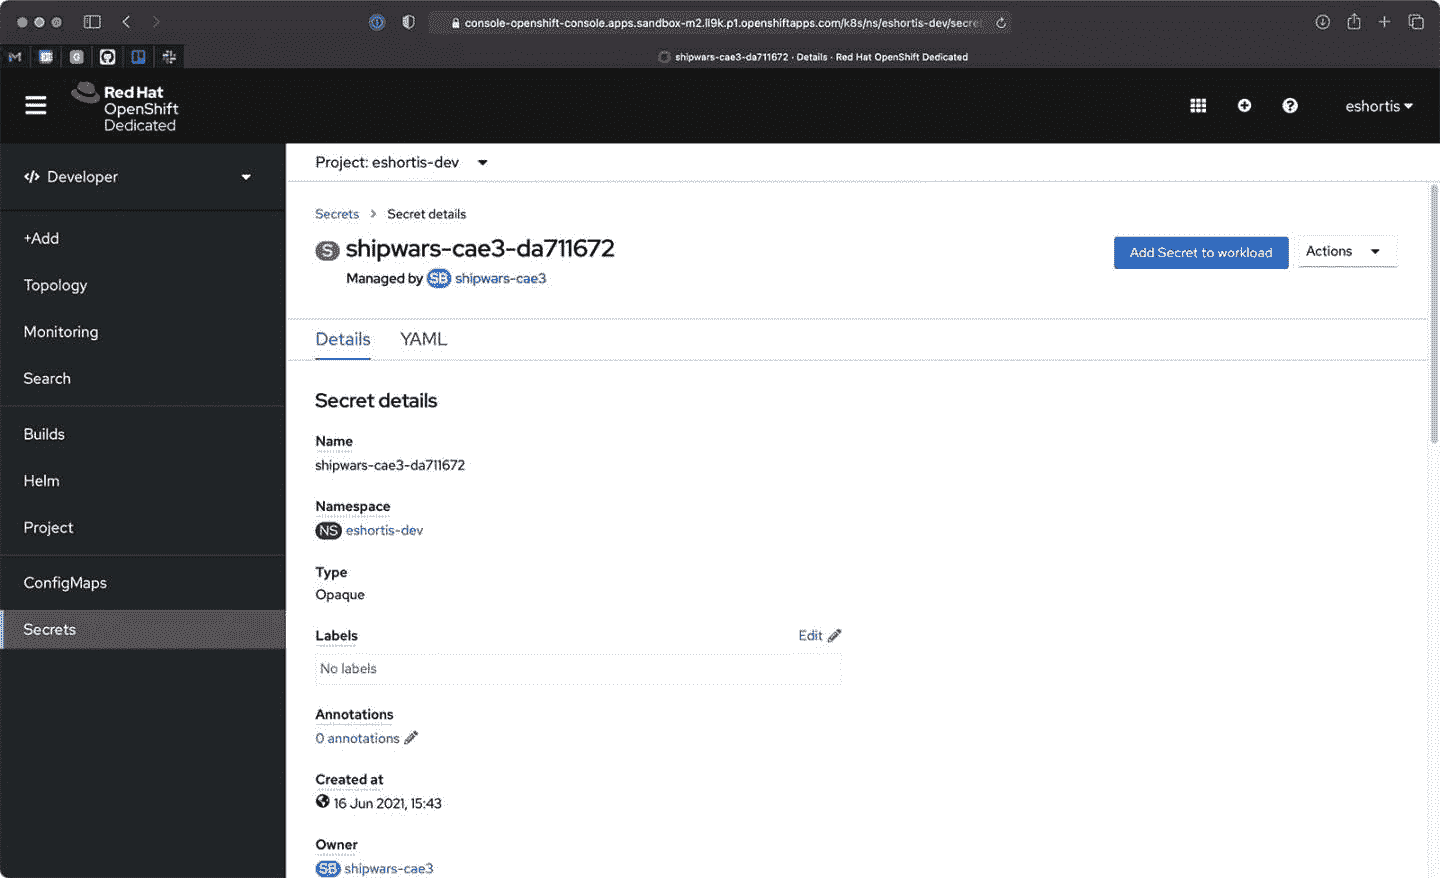 console-openshift-console.apps.sandbox-m2.ll9k.p1.openshiftapps.com/k8s/ns/eshortis-dev/secre
shipwars-cae3-da711672 · Details · Red Hat OpenShift Dedicated
Red Hat
OpenShift
Dedicated
eshortis
Developer
Project: eshortis-dev
+Add
Topology
Monitoring
Search
Builds
Helm
Project
ConfigMaps
Secrets
Secrets > Secret details
S shipwars-cae3-da711672
Managed by SB shipwars-cae3
Add Secret to workload
Actions
Details YAML
Secret details
Name
shipwars-cae3-da711672
Namespace
NS eshortis-dev
Type
Opaque
Labels
Edit
No labels
Annotations
0 annotations
Created at
16 Jun 2021, 15:43
Owner
SB shipwars-cae3